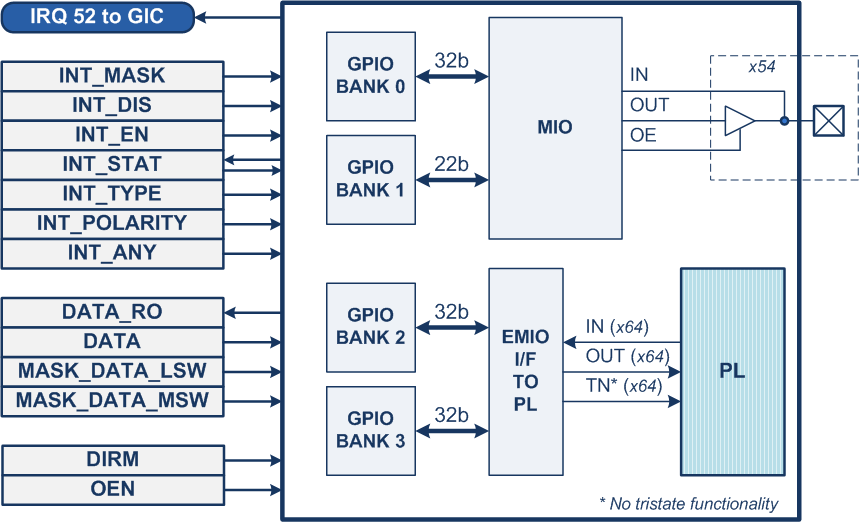 IRQ 52 to GIC
INT_MASK
INT_DIS
INT_EN
INT_STAT
INT_TYPE
INT_POLARITY
INT_ANY
DATA_RO
DATA
MASK_DATA_LSW
MASK_DATA_MSW
DIRM
OEN
GPIO
BANK 0
32b
GPIO
BANK 1
22b
MIO
IN
OUT
OE
x54
GPIO
BANK 2
32b
GPIO
BANK 3
32b
EMIO
I/F
TO
PL
IN (x64)
OUT (x64)
TN* (x64)
PL
* No tristate functionality